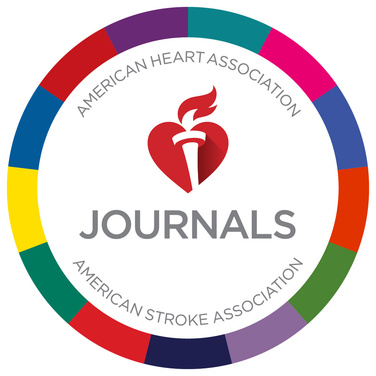 AMERICAN HEART ASSOCIATION
JOURNALS
AMERICAN STROKE ASSOCIATION